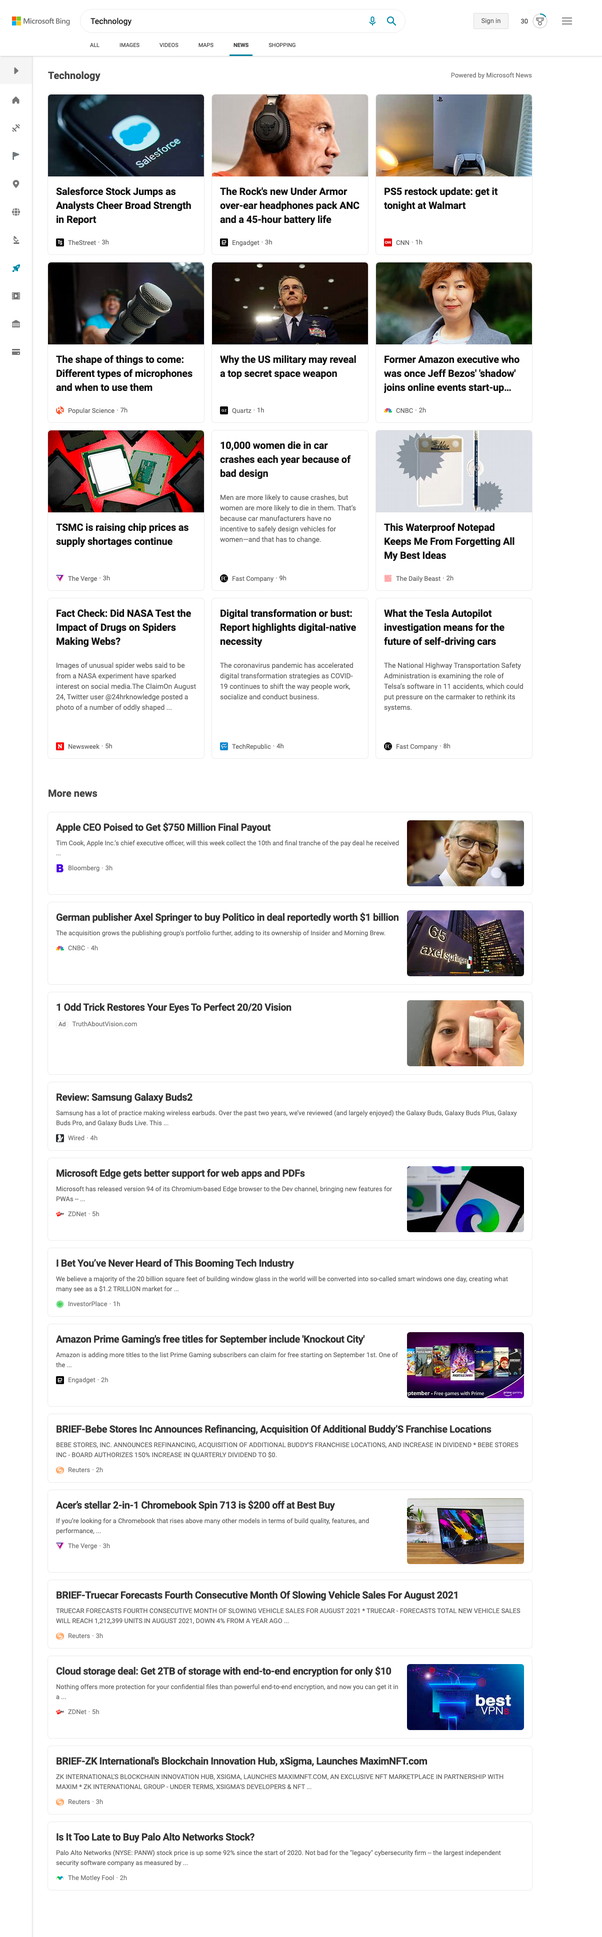 Microsoft Bing
Technology
Sign in
30
ALL
IMAGES
VIDEOS
MAPS
NEWS
SHOPPING
Technology
Powered by Microsoft News
Salesforce
Salesforce Stock Jumps as
Analysts Cheer Broad Strength
in Report
TheStreet · 3h
The Rock's new Under Armor
over-ear headphones pack ANC
and a 45-hour battery life
Engadget · 3h
PS5 restock update: get it
tonight at Walmart
CNN · 1h
The shape of things to come:
Different types of microphones
and when to use them
Popular Science · 7h
Why the US military may reveal
a top secret space weapon
Quartz · 1h
Former Amazon executive who
was once Jeff Bezos' 'shadow'
joins online events start-up...
CNBC · 2h
TSMC is raising chip prices as
supply shortages continue
The Verge · 3h
10,000 women die in car
crashes each year because of
bad design
Men are more likely to cause crashes, but
women are more likely to die in them. That's
because car manufacturers have no
incentive to safely design vehicles for
women—and that has to change.
Fast Company · 9h
This Waterproof Notepad
Keeps Me From Forgetting All
My Best Ideas
The Daily Beast · 2h
Fact Check: Did NASA Test the
Impact of Drugs on Spiders
Making Webs?
Images of unusual spider webs said to be
from a NASA experiment have sparked
interest on social media.The ClaimOn August
24, Twitter user @24hrknowledge posted a
photo of a number of oddly shaped ...
Newsweek · 5h
Digital transformation or bust:
Report highlights digital-native
necessity
The coronavirus pandemic has accelerated
digital transformation strategies as COVID-
19 continues to shift the way people work,
socialize and conduct business.
TechRepublic · 4h
What the Tesla Autopilot
investigation means for the
future of self-driving cars
The National Highway Transportation Safety
Administration is examining the role of
Telsa's software in 11 accidents, which could
put pressure on the carmaker to rethink its
systems.
Fast Company · 8h
More news
Apple CEO Poised to Get $750 Million Final Payout
Tim Cook, Apple Inc.'s chief executive officer, will this week collect the 10th and final tranche of the pay deal he received
...
Bloomberg · 3h
German publisher Axel Springer to buy Politico in deal reportedly worth $1 billion
The acquisition grows the publishing group's portfolio further, adding to its ownership of Insider and Morning Brew.
CNBC · 4h
65
axel springer
1 Odd Trick Restores Your Eyes To Perfect 20/20 Vision
Ad TruthAboutVision.com
Review: Samsung Galaxy Buds2
Samsung has a lot of practice making wireless earbuds. Over the past two years, we've reviewed (and largely enjoyed) the Galaxy Buds, Galaxy Buds Plus, Galaxy
Buds Pro, and Galaxy Buds Live. This ...
Wired · 4h
Microsoft Edge gets better support for web apps and PDFs
Microsoft has released version 94 of its Chromium-based Edge browser to the Dev channel, bringing new features for
PWAs – ...
ZDNet · 5h
I Bet You've Never Heard of This Booming Tech Industry
We believe a majority of the 20 billion square feet of building window glass in the world will be converted into so-called smart windows one day, creating what
many see as a $1.2 TRILLION market for ...
InvestorPlace · 1h
Amazon Prime Gaming's free titles for September include 'Knockout City'
Amazon is adding more titles to the list Prime Gaming subscribers can claim for free starting on September 1st. One of
the ...
Engadget · 2h
ptember · Free games with Prime
BRIEF-Bebe Stores Inc Announces Refinancing, Acquisition Of Additional Buddy'S Franchise Locations
BEBE STORES, INC. ANNOUNCES REFINANCING, ACQUISITION OF ADDITIONAL BUDDY'S FRANCHISE LOCATIONS, AND INCREASE IN DIVIDEND * BEBE STORES
INC - BOARD AUTHORIZES 150% INCREASE IN QUARTERLY DIVIDEND TO $0.
Reuters · 2h
Acer's stellar 2-in-1 Chromebook Spin 713 is $200 off at Best Buy
If you're looking for a Chromebook that rises above many other models in terms of build quality, features, and
performance, ...
The Verge · 3h
BRIEF-Truecar Forecasts Fourth Consecutive Month Of Slowing Vehicle Sales For August 2021
TRUECAR FORECASTS FOURTH CONSECUTIVE MONTH OF SLOWING VEHICLE SALES FOR AUGUST 2021 * TRUECAR - FORECASTS TOTAL NEW VEHICLE SALES
WILL REACH 1,212,399 UNITS IN AUGUST 2021, DOWN 4% FROM A YEAR AGO ...
Reuters · 3h
Cloud storage deal: Get 2TB of storage with end-to-end encryption for only $10
Nothing offers more protection for your confidential files than powerful end-to-end encryption, and now you can get it in
a ...
ZDNet · 5h
best
VPNs
BRIEF-ZK International's Blockchain Innovation Hub, xSigma, Launches MaximNFT.com
ZK INTERNATIONAL'S BLOCKCHAIN INNOVATION HUB, XSIGMA, LAUNCHES MAXIMNFT.COM, AN EXCLUSIVE NFT MARKETPLACE IN PARTNERSHIP WITH
MAXIM * ZK INTERNATIONAL GROUP - UNDER TERMS, XSIGMA'S DEVELOPERS & NFT ...
Reuters · 3h
Is It Too Late to Buy Palo Alto Networks Stock?
Palo Alto Networks (NYSE: PANW) stock price is up some 92% since the start of 2020. Not bad for the "legacy" cybersecurity firm – the largest independent
security software company as measured by ...
The Motley Fool · 2h